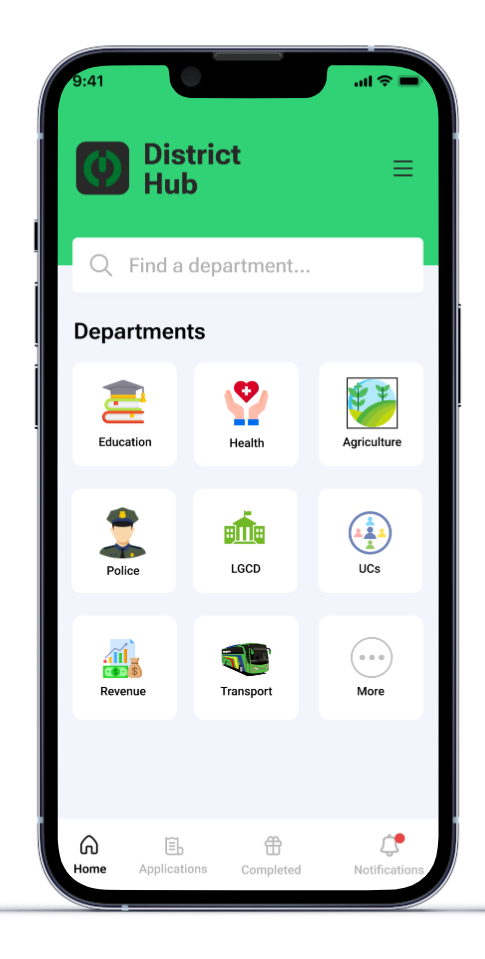 9:41
District
Hub
Find a department...
Departments
Education
Health
Agriculture
Police
LGCD
UCs
Revenue
Transport
More
Home
Applications
Completed
Notifications